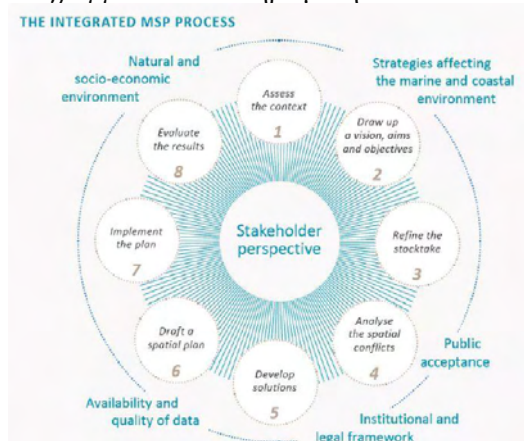 THE INTEGRATED MSP PROCESS
Natural and
socio-economic
environment
Strategies affecting
the marine and coastal
environment
Assess
the context
1
Draw up
a vision, aims
and objectives
2
Refine the
stocktake
3
Analyse
the spatial
conflicts
4
Develop
solutions
5
Draft a
spatial plan
6
Implement
the plan
7
Evaluate
the results
8
Stakeholder
perspective
Public
acceptance
Availability and
quality of data
Institutional and
legal framework